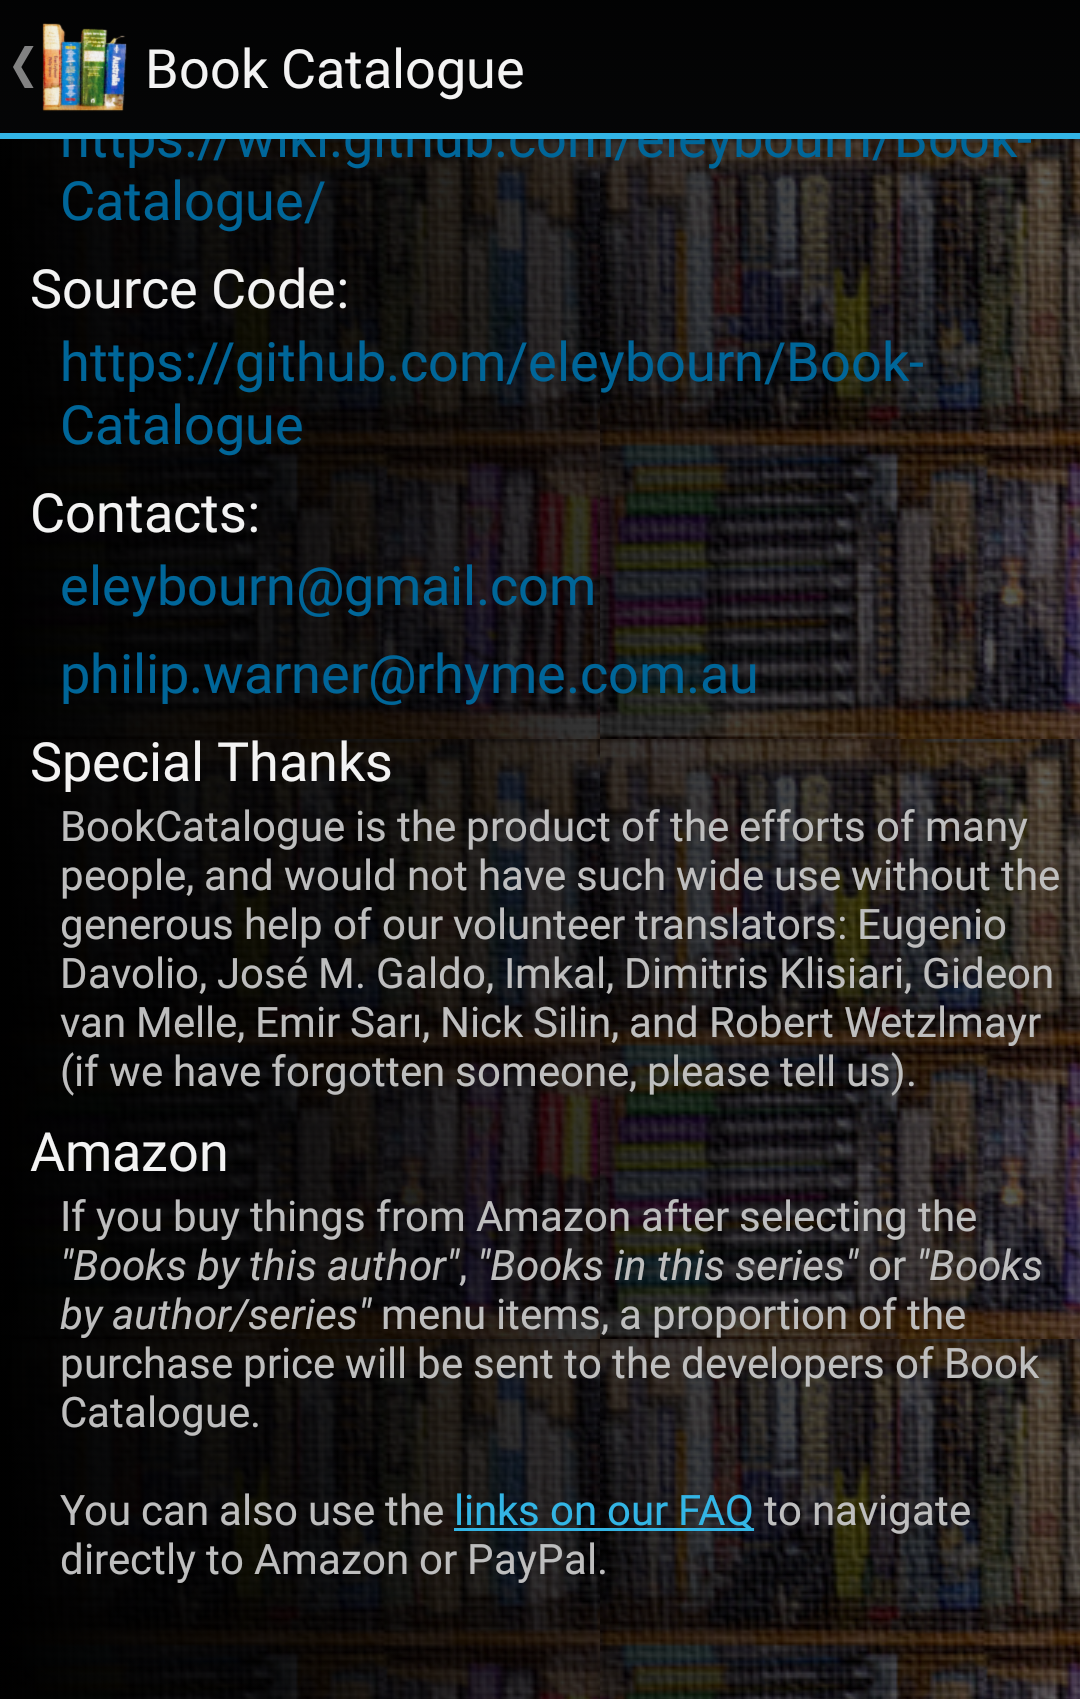 Book Catalogue
https://wiki.github.com/eleybourn/Book-
Catalogue/
Source Code:
https://github.com/eleybourn/Book-
Catalogue
Contacts:
eleybourn@gmail.com
philip.warner@rhyme.com.au
Special Thanks
BookCatalogue is the product of the efforts of many
people, and would not have such wide use without the
generous help of our volunteer translators: Eugenio
Davolio, José M. Galdo, Imkal, Dimitris Klisiari, Gideon
van Melle, Emir Sarı, Nick Silin, and Robert Wetzlmayr
(if we have forgotten someone, please tell us).
Amazon
If you buy things from Amazon after selecting the
"Books by this author", "Books in this series" or "Books
by author/series" menu items, a proportion of the
purchase price will be sent to the developers of Book
Catalogue.
You can also use the links on our FAQ to navigate
directly to Amazon or PayPal.